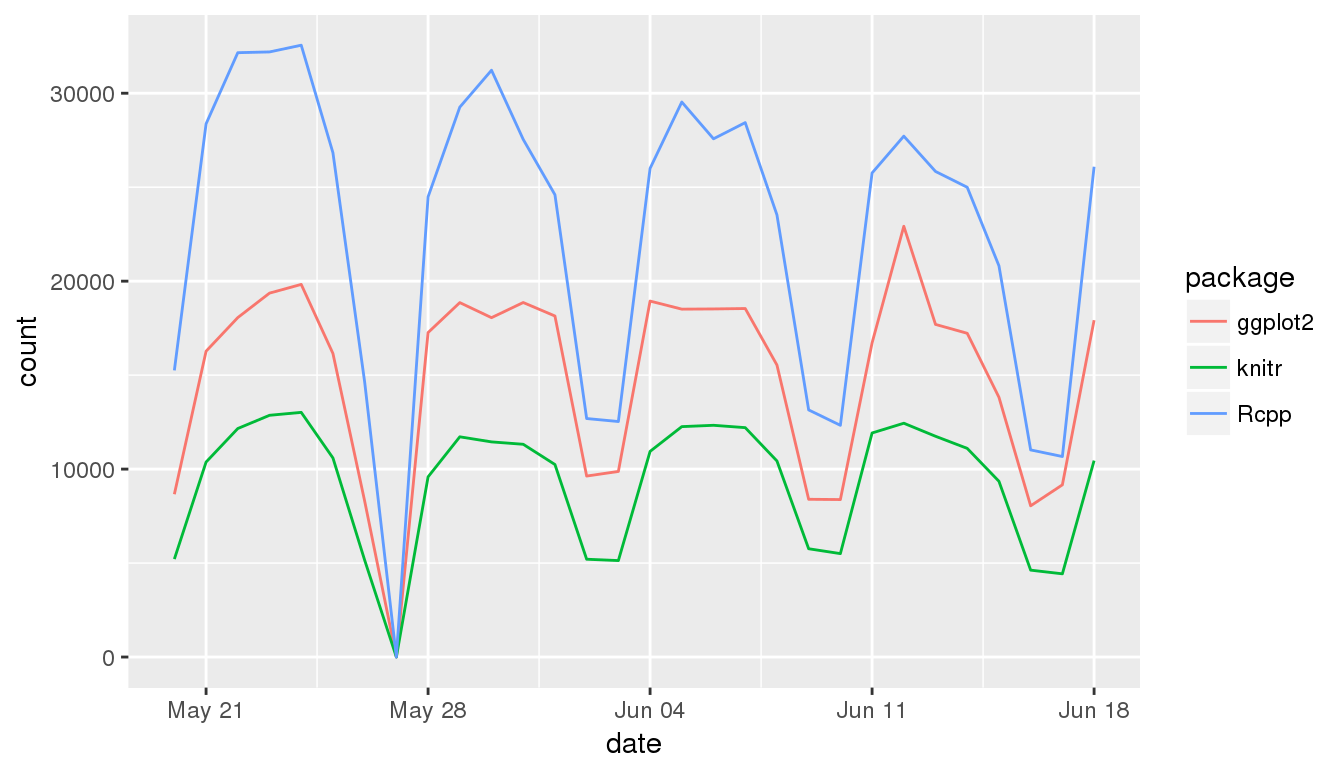 30000
20000
10000
0
count
May 21
May 28
Jun 04
Jun 11
Jun 18
date
package
ggplot2
knitr
Rcpp